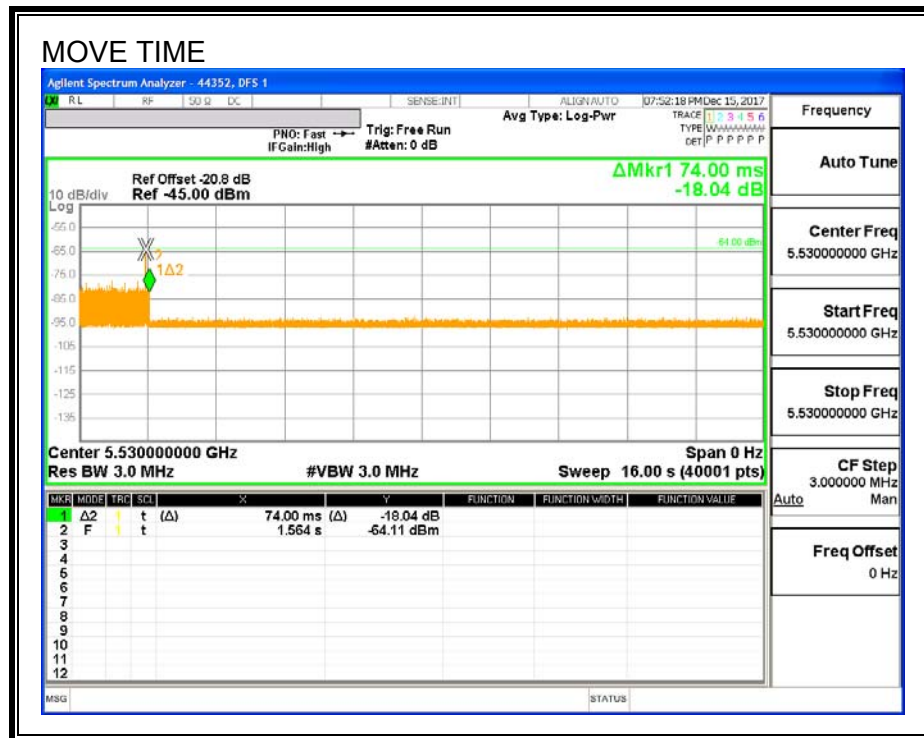 MOVE TIME
Agilent Spectrum Analyzer - 44352, DFS 1
RL RF 50 Ω DC SENSE:INT ALIGN AUTO 07:52:18 PM Dec 15, 2017
PNO: Fast
IFGain:High
Trig: Free Run
#Atten: 0 dB
Avg Type: Log-Pwr
TRACE 1 2 3 4 5 6
TYPE
DET P P P P P P
Frequency
Auto Tune
Center Freq
5.530000000 GHz
Start Freq
5.530000000 GHz
Stop Freq
5.530000000 GHz
CF Step
3.000000 MHz
Auto Man
Freq Offset
0 Hz
ΔMkr1 74.00 ms
-18.04 dB
Ref Offset -20.8 dB
10 dB/div Ref -45.00 dBm
Log
-55.0
-65.0
-75.0
-85.0
-95.0
-105
-115
-125
-135
-64.00 dBm
2
1Δ2
Center 5.530000000 GHz Span 0 Hz
Res BW 3.0 MHz #VBW 3.0 MHz Sweep 16.00 s (40001 pts)
MKR MODE TRC SCL X Y FUNCTION FUNCTION WIDTH FUNCTION VALUE
1 Δ2 1 t (Δ) 74.00 ms (Δ) -18.04 dB
2 F 1 t 1.564 s -64.11 dBm
3
4
5
6
7
8
9
10
11
12
MSG STATUS